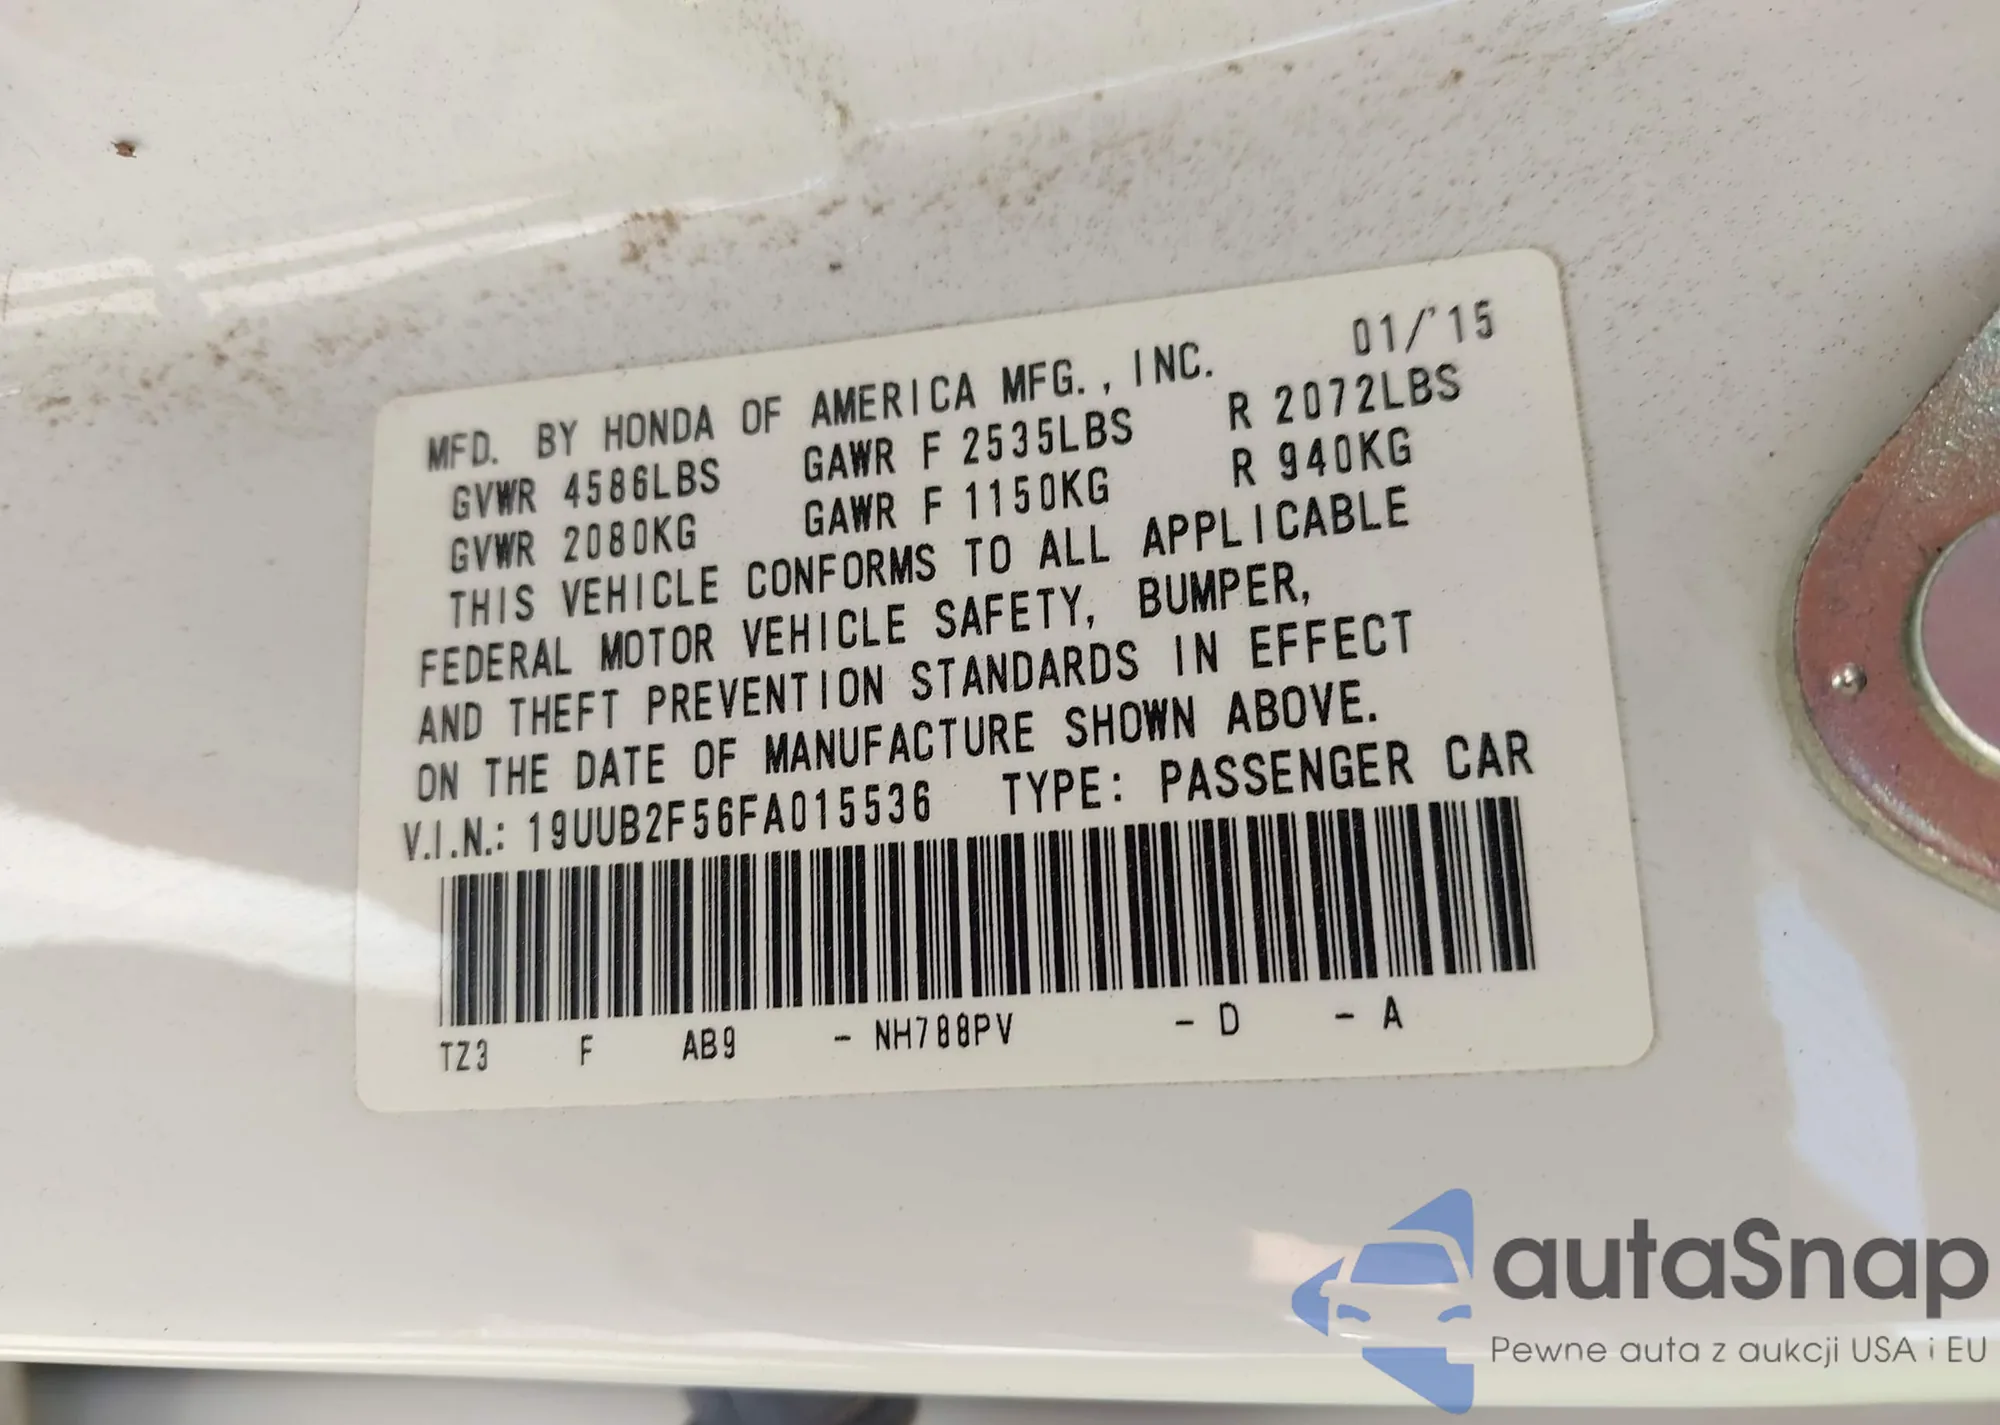 MFD. BY HONDA OF AMERICA MFG., INC. 01/'15
GVWR 4586LBS GAWR F 2535LBS R 2072LBS
GVWR 2080KG GAWR F 1150KG R 940KG
THIS VEHICLE CONFORMS TO ALL APPLICABLE
FEDERAL MOTOR VEHICLE SAFETY, BUMPER,
AND THEFT PREVENTION STANDARDS IN EFFECT
ON THE DATE OF MANUFACTURE SHOWN ABOVE.
V.I.N.: 19UUB2F56FA015536 TYPE: PASSENGER CAR
TZ3 F AB9 - NH788PV - D - A
autaSnap
Pewne auta z aukcji USA i EU